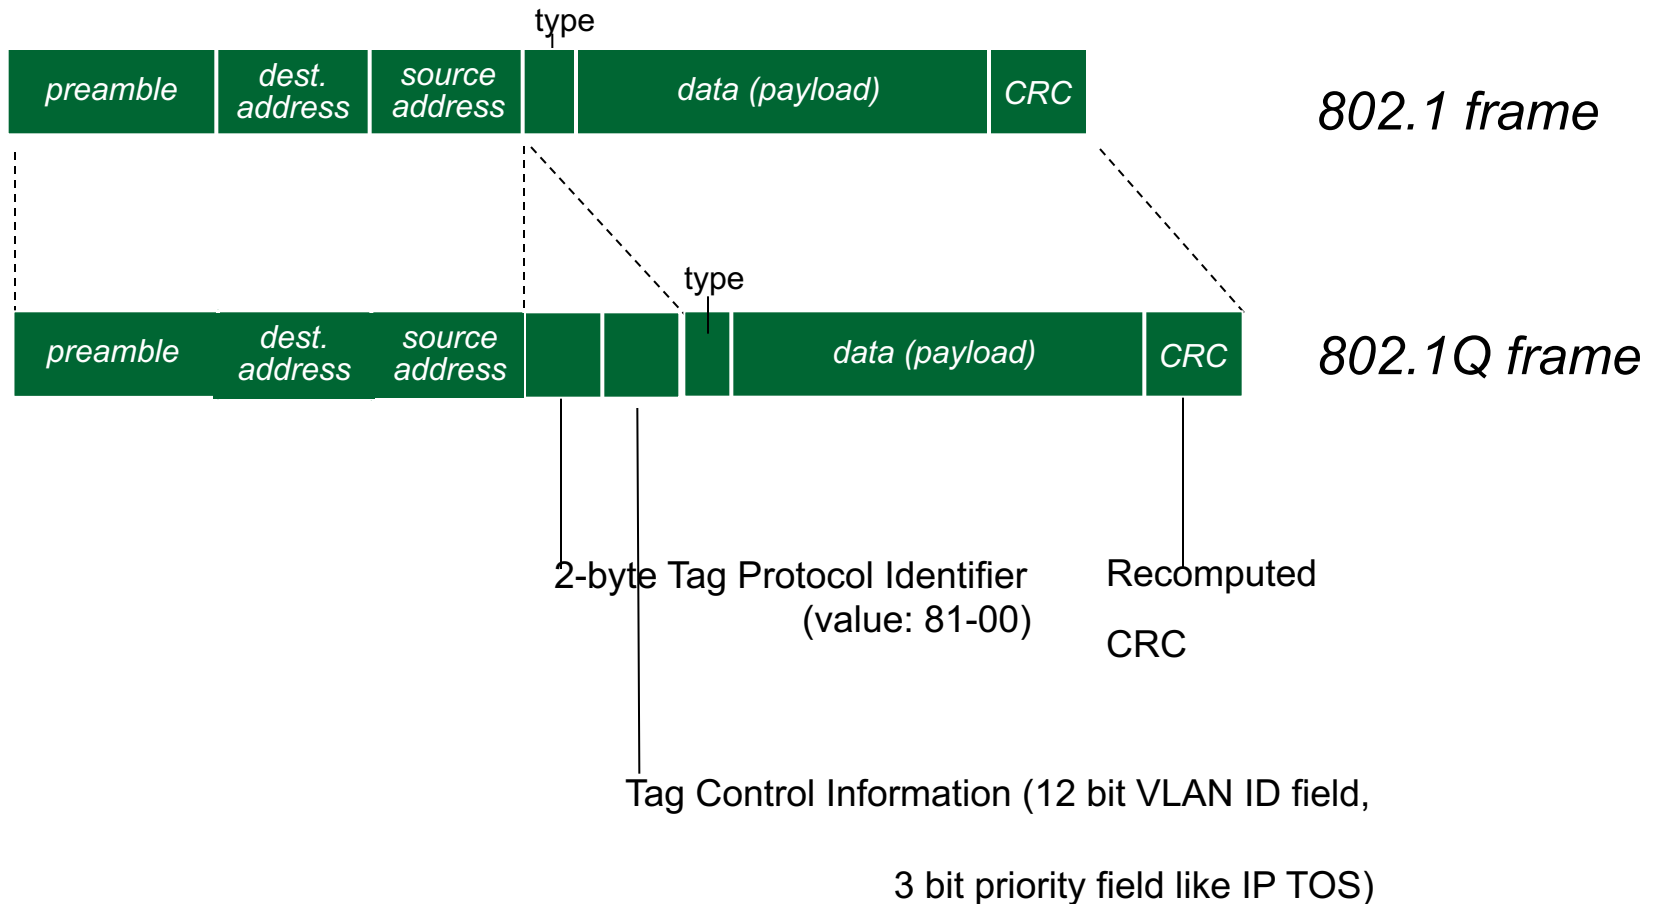 type
preamble
dest.
address
source
address
data (payload)
CRC
802.1 frame
type
preamble
dest.
address
source
address
data (payload)
CRC
802.1Q frame
2-byte Tag Protocol Identifier
(value: 81-00)
Recomputed
CRC
Tag Control Information (12 bit VLAN ID field,
3 bit priority field like IP TOS)